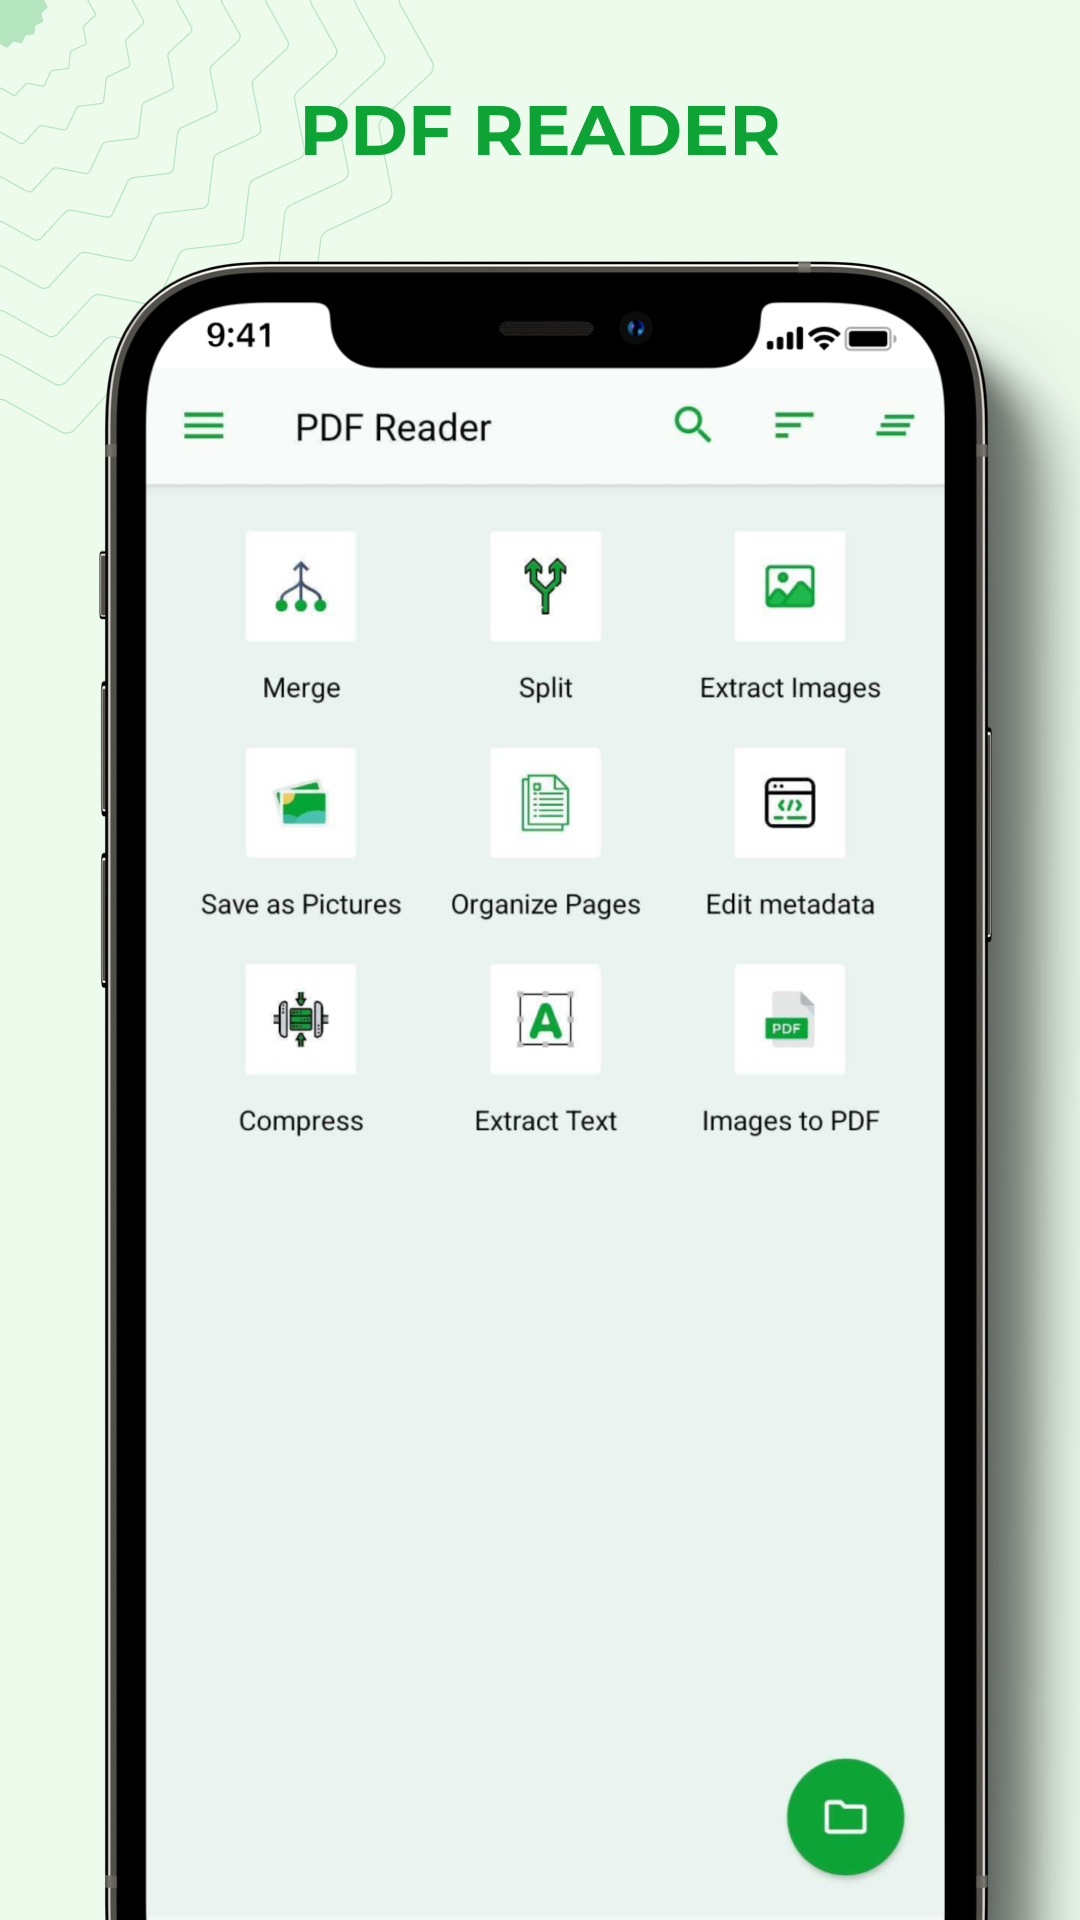 PDF READER
9:41
PDF Reader
Merge
Split
Extract Images
Save as Pictures
Organize Pages
</>
Edit metadata
Compress
A
Extract Text
PDF
Images to PDF